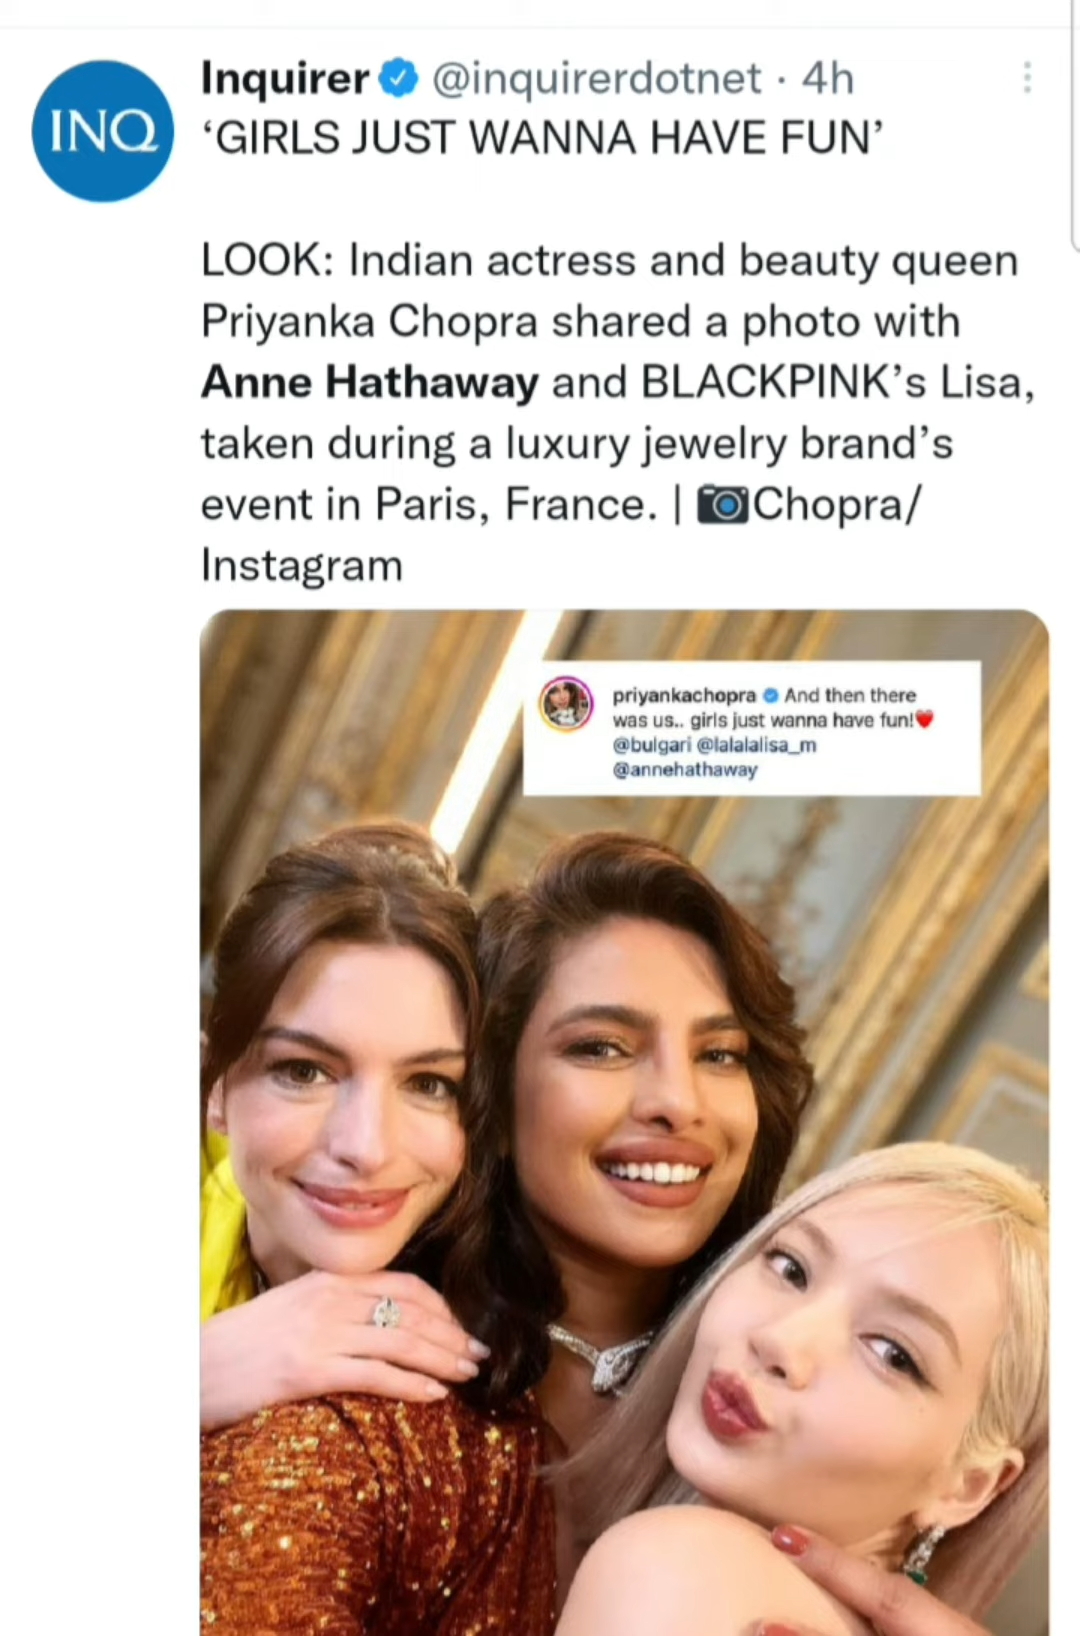 INQ
Inquirer @inquirerdotnet · 4h
‘GIRLS JUST WANNA HAVE FUN’
LOOK: Indian actress and beauty queen
Priyanka Chopra shared a photo with
Anne Hathaway and BLACKPINK’s Lisa,
taken during a luxury jewelry brand’s
event in Paris, France. | 📷Chopra/
Instagram
priyankachopra And then there
was us.. girls just wanna have fun!❤️
@bulgari @lalalalisa_m
@annehathaway